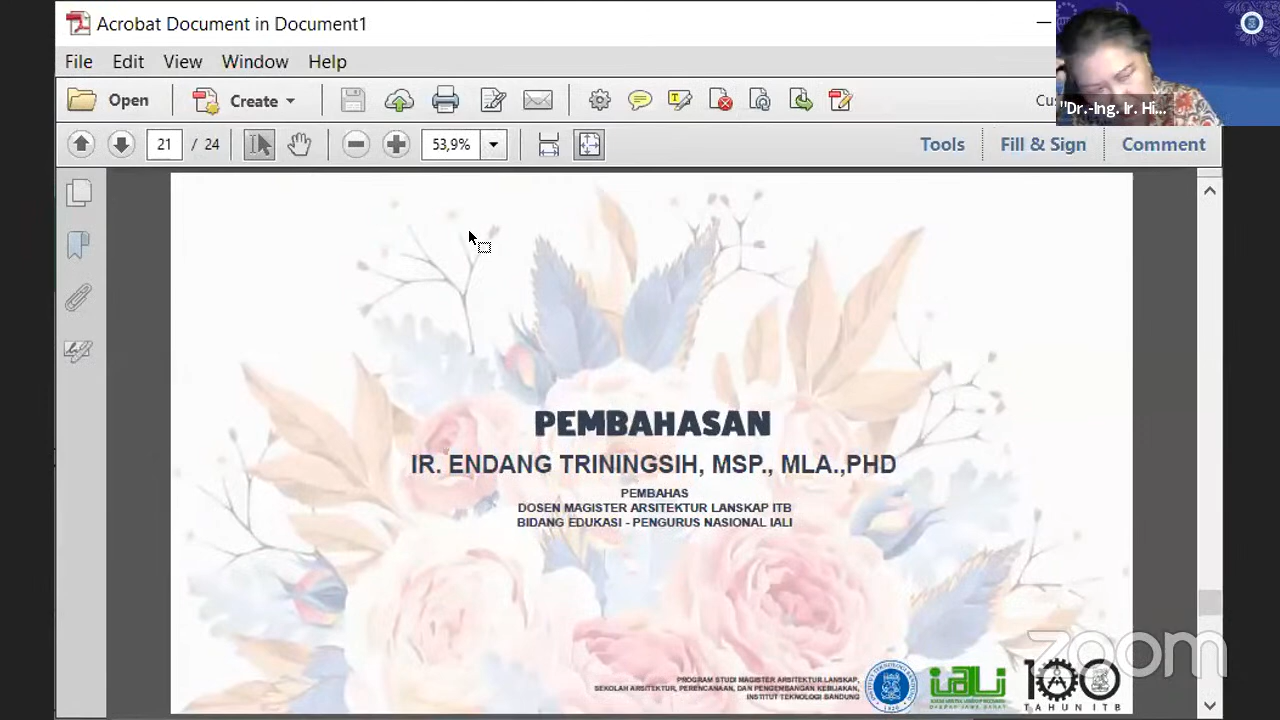 Acrobat Document in Document1
File Edit View Window Help
Open Create
21 / 24 53,9% Tools Fill & Sign Comment
"Dr.-Ing. Ir. Hi...
PEMBAHASAN
IR. ENDANG TRININGSIH, MSP., MLA.,PHD
PEMBAHAS
DOSEN MAGISTER ARSITEKTUR LANSKAP ITB
BIDANG EDUKASI - PENGURUS NASIONAL IALI
PROGRAM STUDI MAGISTER ARSITEKTUR LANSKAP,
SEKOLAH ARSITEKTUR, PERENCANAAN, DAN PENGEMBANGAN KEBIJAKAN,
INSTITUT TEKNOLOGI BANDUNG
iali
100
TAHUN ITB
zoom